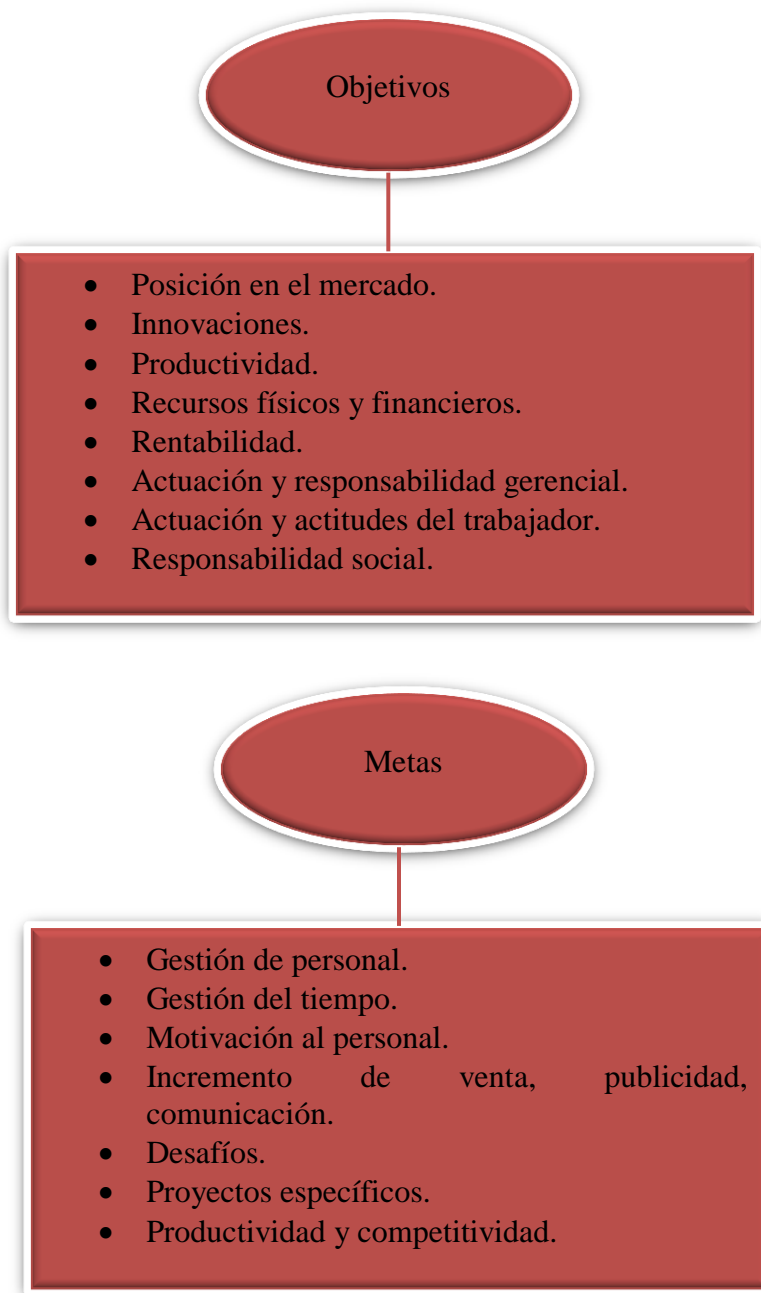 Objetivos
• Posición en el mercado.
• Innovaciones.
• Productividad.
• Recursos físicos y financieros.
• Rentabilidad.
• Actuación y responsabilidad gerencial.
• Actuación y actitudes del trabajador.
• Responsabilidad social.
Metas
• Gestión de personal.
• Gestión del tiempo.
• Motivación al personal.
• Incremento de venta, publicidad,
comunicación.
• Desafíos.
• Proyectos específicos.
• Productividad y competitividad.